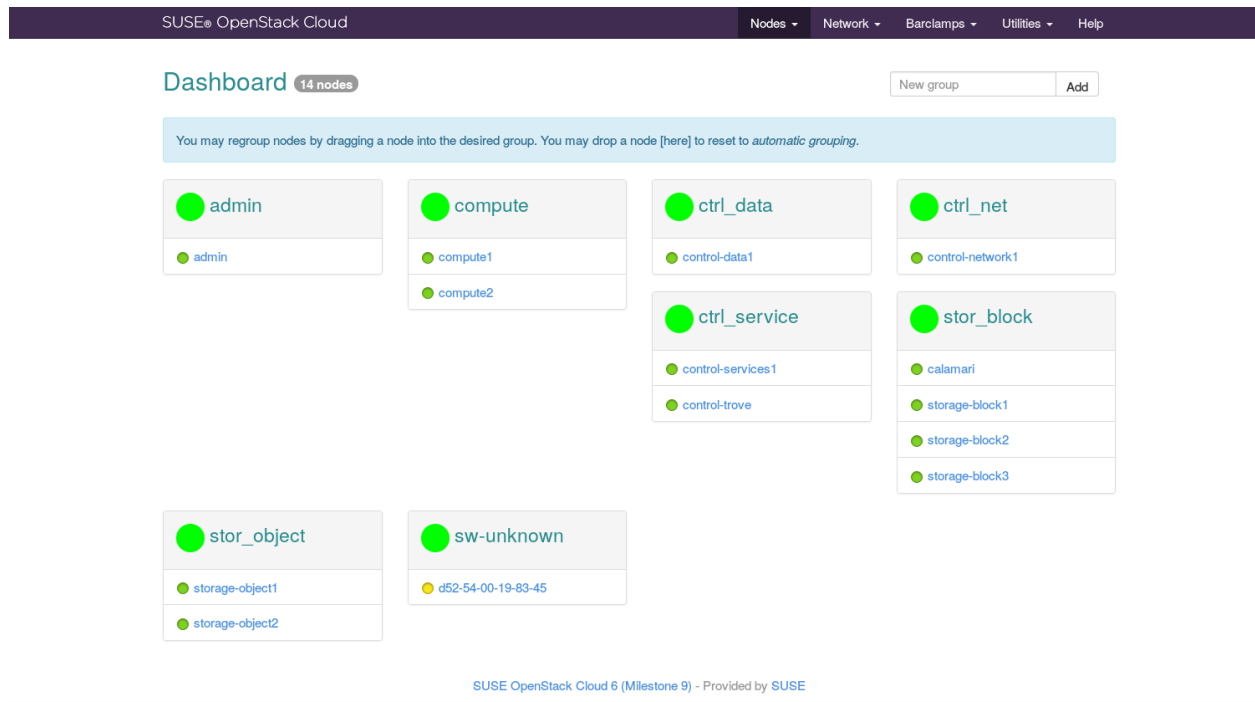 SUSE® OpenStack Cloud
Nodes Network Barclamps Utilities Help
Dashboard 14 nodes
New group Add
You may regroup nodes by dragging a node into the desired group. You may drop a node [here] to reset to automatic grouping.
admin
admin
compute
compute1
compute2
ctrl_data
control-data1
ctrl_net
control-network1
ctrl_service
control-services1
control-trove
stor_block
calamari
storage-block1
storage-block2
storage-block3
stor_object
storage-object1
storage-object2
sw-unknown
d52-54-00-19-83-45
SUSE OpenStack Cloud 6 (Milestone 9) - Provided by SUSE